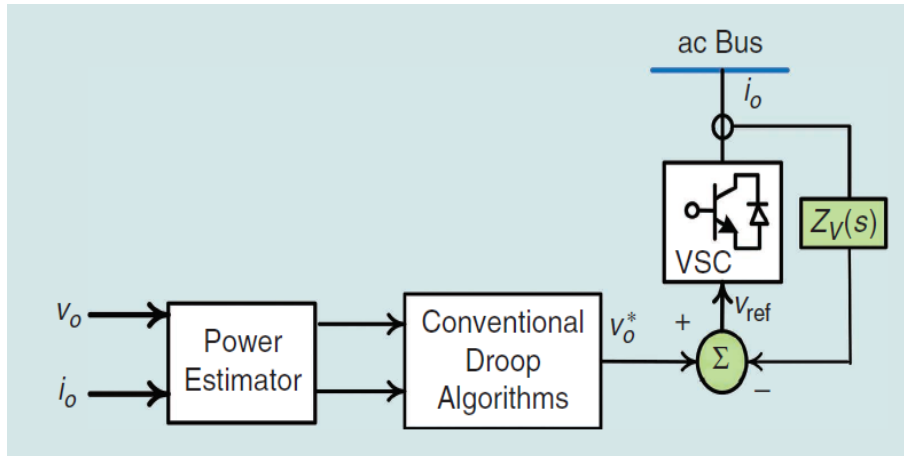 ac Bus
i_o
Z_V(s)
VSC
v_ref
v_o
i_o
Power
Estimator
Conventional
Droop
Algorithms
v_o^*
+
Σ
−